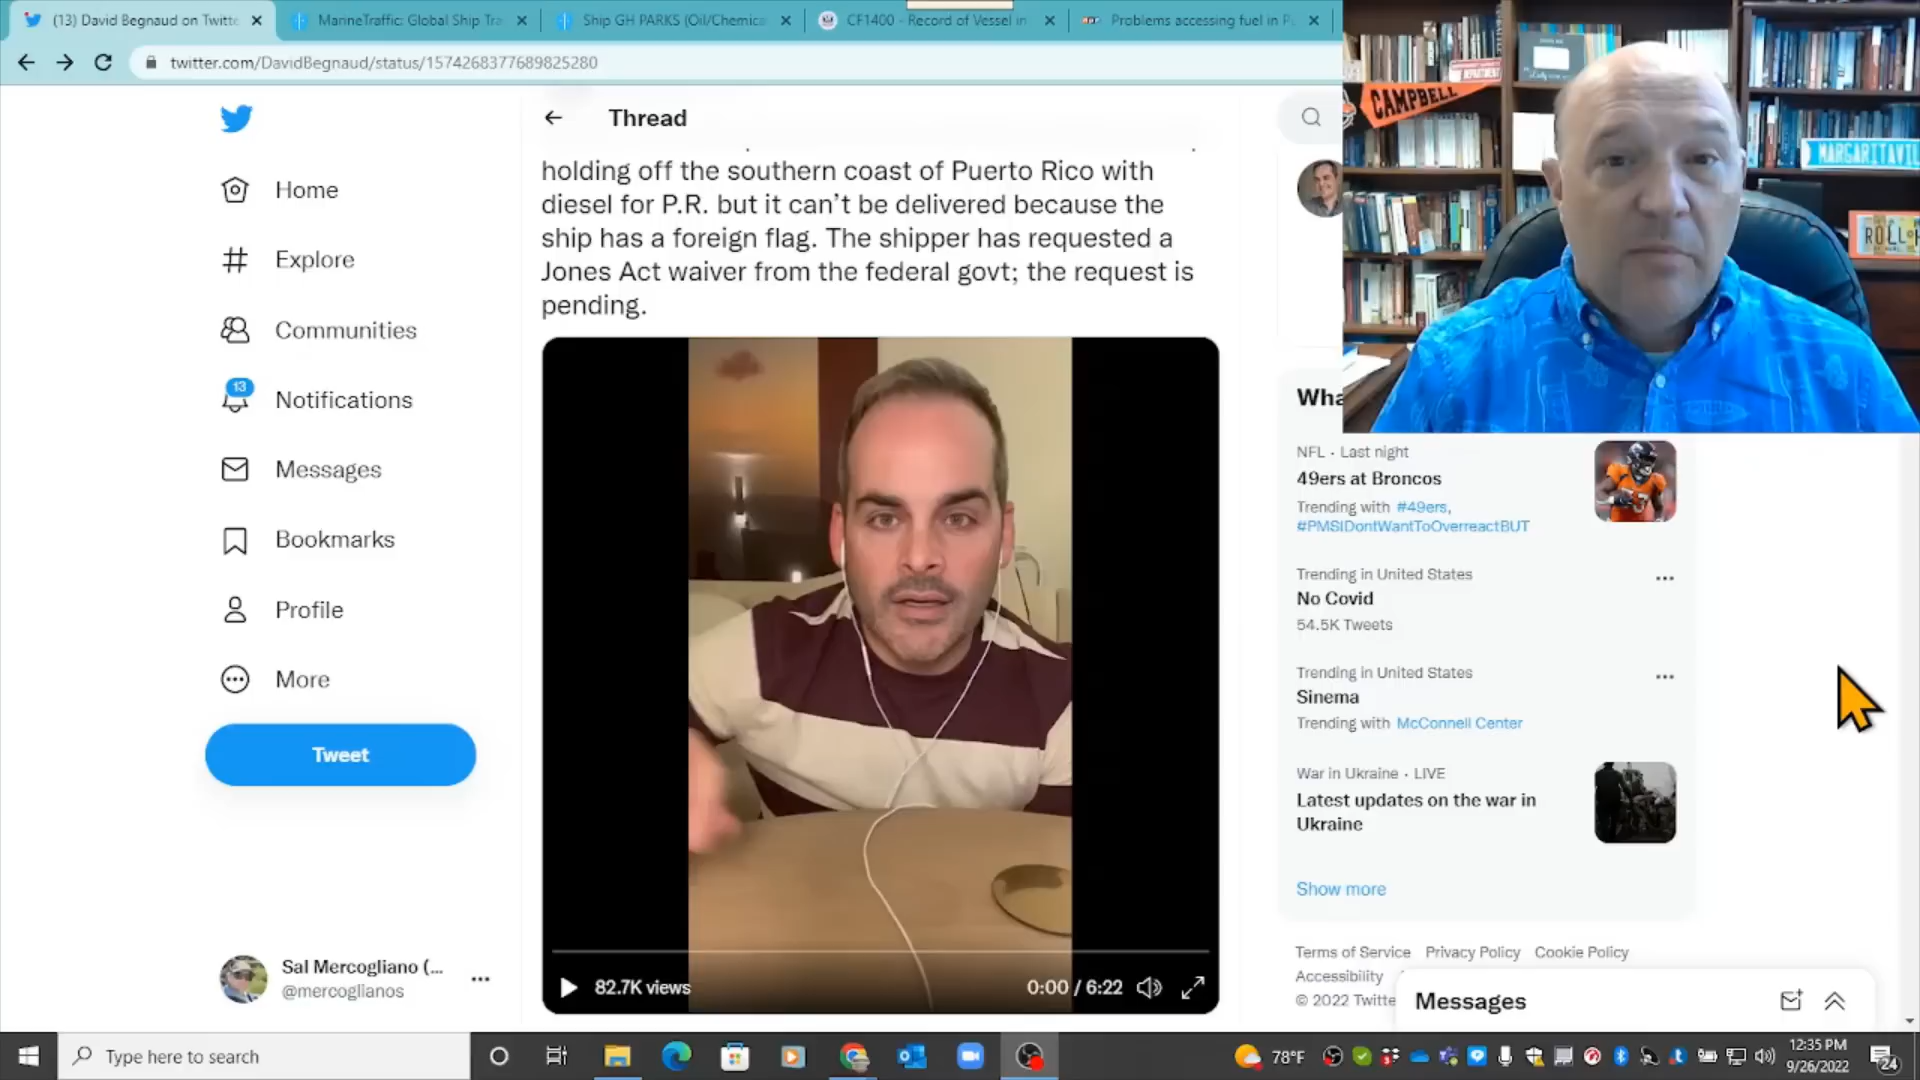 (13) David Begnaud on Twitte
MarineTraffic: Global Ship Tra
Ship GH PARKS (Oil/Chemica
CF1400 - Record of Vessel in
Problems accessing fuel in P
twitter.com/DavidBegnaud/status/1574268377689825280
Home
Explore
Communities
13
Notifications
Messages
Bookmarks
Profile
More
Tweet
Sal Mercogliano (...
@mercoglianos
Thread
holding off the southern coast of Puerto Rico with
diesel for P.R. but it can’t be delivered because the
ship has a foreign flag. The shipper has requested a
Jones Act waiver from the federal govt; the request is
pending.
82.7K views
0:00 / 6:22
CAMPBELL
DEPARTMENT
MARGARITAVIL
ROLL
Wha
NFL · Last night
49ers at Broncos
Trending with #49ers,
#PMSIDontWantToOverreactBUT
Trending in United States
No Covid
54.5K Tweets
Trending in United States
Sinema
Trending with McConnell Center
War in Ukraine · LIVE
Latest updates on the war in
Ukraine
Show more
Terms of Service Privacy Policy Cookie Policy
Accessibility
© 2022 Twitte
Messages
Type here to search
78°F
12:35 PM
9/26/2022
24